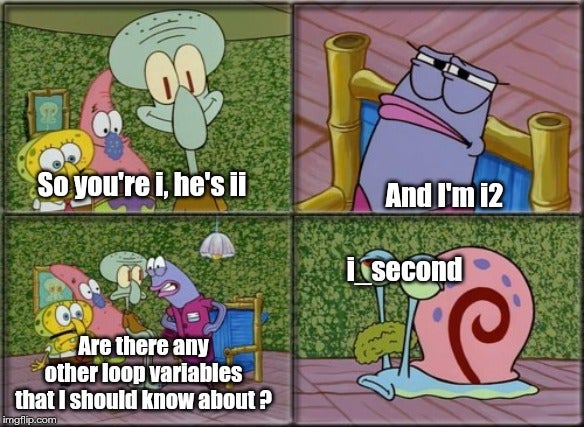 So you're i, he's ii
And I'm i2
Are there any
other loop variables
that I should know about ?
i_second
imgflip.com